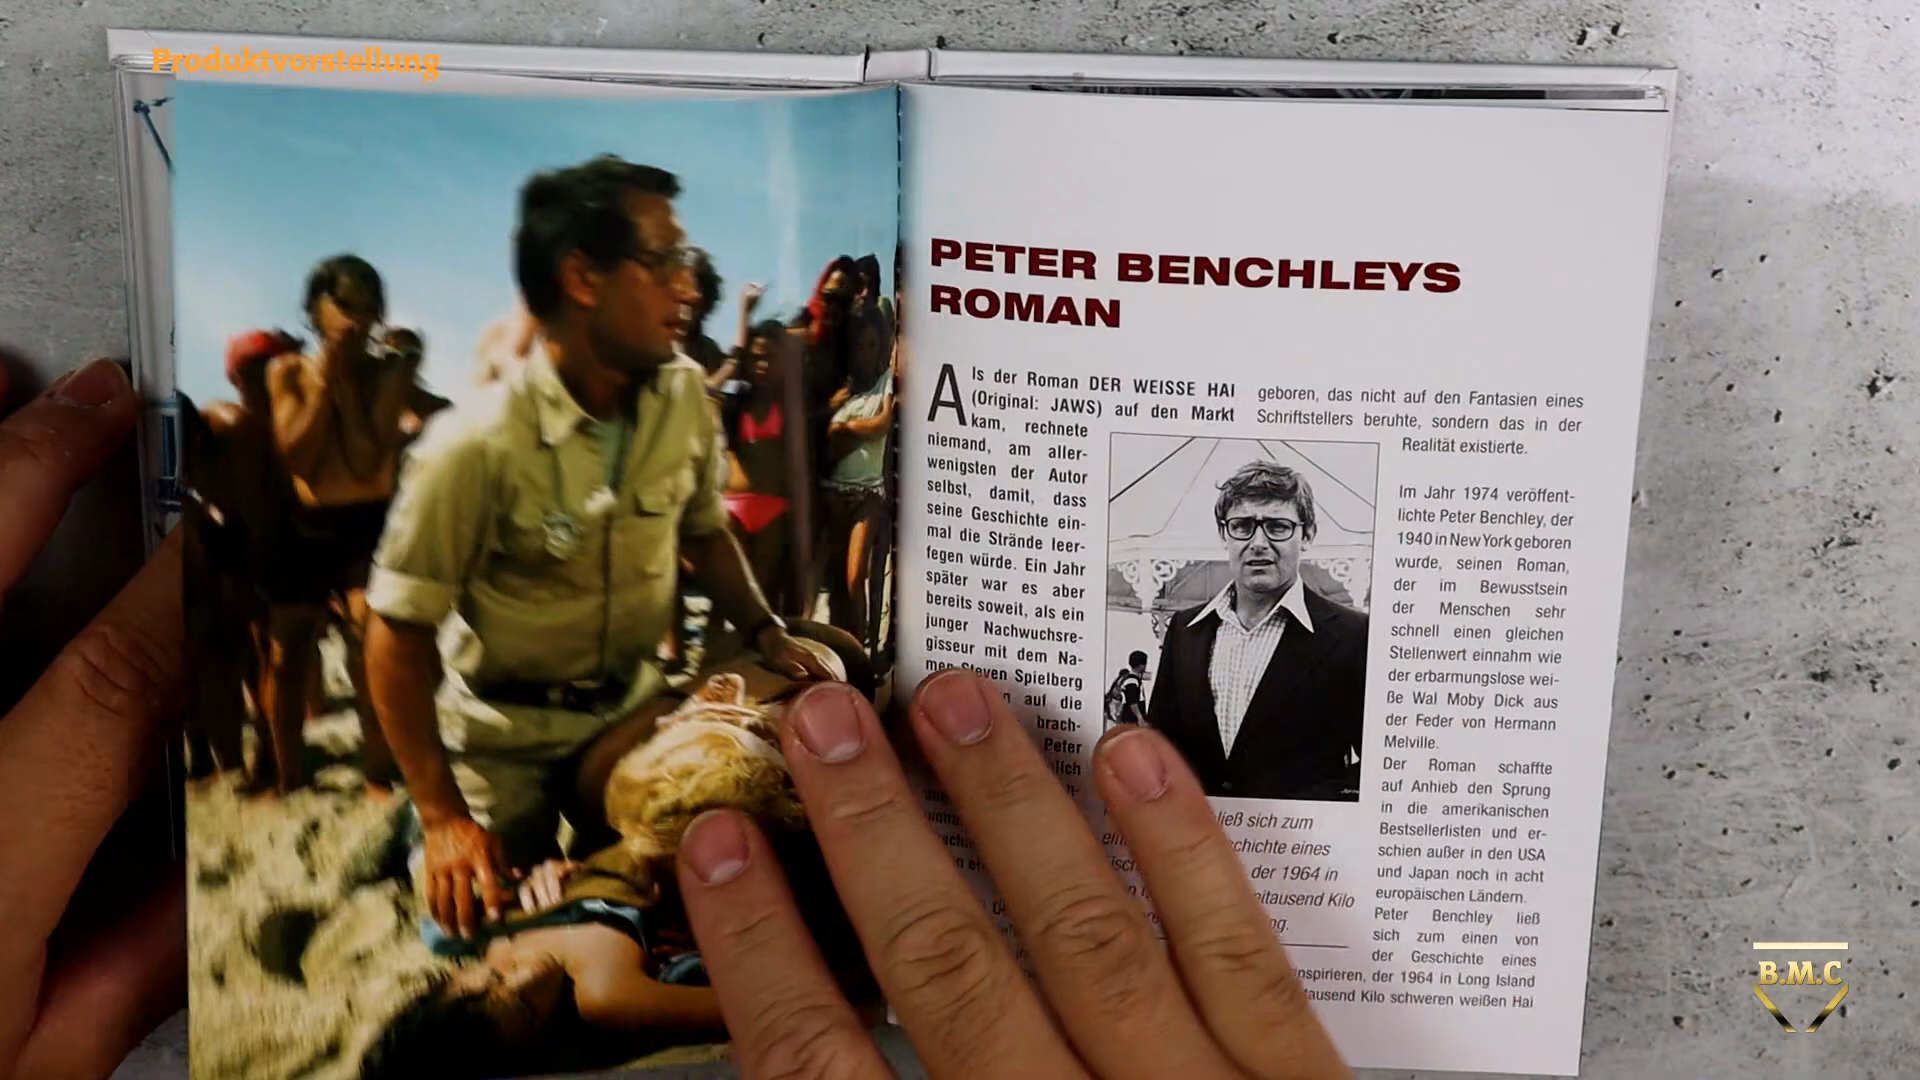 Produktvorstellung
PETER BENCHLEYS
ROMAN
Als der Roman DER WEISSE HAI
(Original: JAWS) auf den Markt
kam, rechnete
niemand, am aller-
wenigsten der Autor
selbst, damit, dass
seine Geschichte ein-
mal die Strände leer-
fegen würde. Ein Jahr
später war es aber
bereits soweit, als ein
junger Nachwuchsre-
gisseur mit dem Na-
men Steven Spielberg
auf die
brach-
Peter
ließ sich zum
chichte eines
der 1964 in
eitausend Kilo
geboren, das nicht auf den Fantasien eines
Schriftstellers beruhte, sondern das in der
Realität existierte.
Im Jahr 1974 veröffent-
lichte Peter Benchley, der
1940 in New York geboren
wurde, seinen Roman,
der im Bewusstsein
der Menschen sehr
schnell einen gleichen
Stellenwert einnahm wie
der erbarmungslose wei-
ße Wal Moby Dick aus
der Feder von Hermann
Melville.
Der Roman schaffte
auf Anhieb den Sprung
in die amerikanischen
Bestsellerlisten und er-
schien außer in den USA
und Japan noch in acht
europäischen Ländern.
Peter Benchley ließ
sich zum einen von
der Geschichte eines
inspirieren, der 1964 in Long Island
tausend Kilo schweren weißen Hai
B.M.C